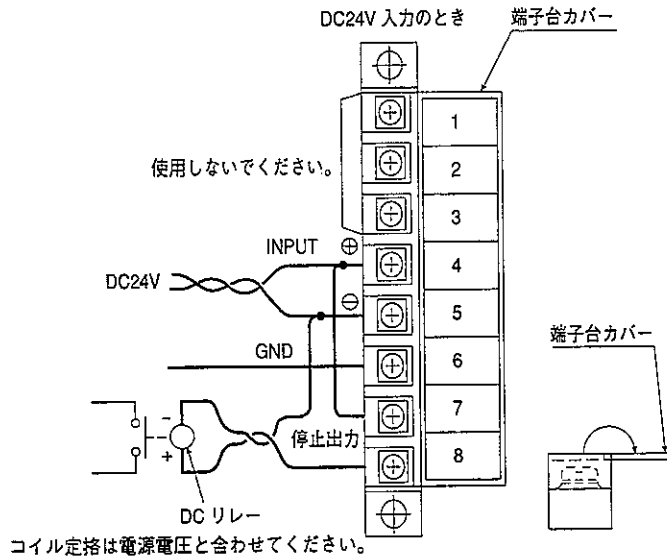 DC24V 入力のとき
端子台カバー
1
使用しないでください。
2
3
INPUT ⊕
4
DC24V
⊖
5
端子台カバー
GND
6
7
停止出力
−
+
8
DC リレー
コイル定捻は電源電圧と合わせてください。